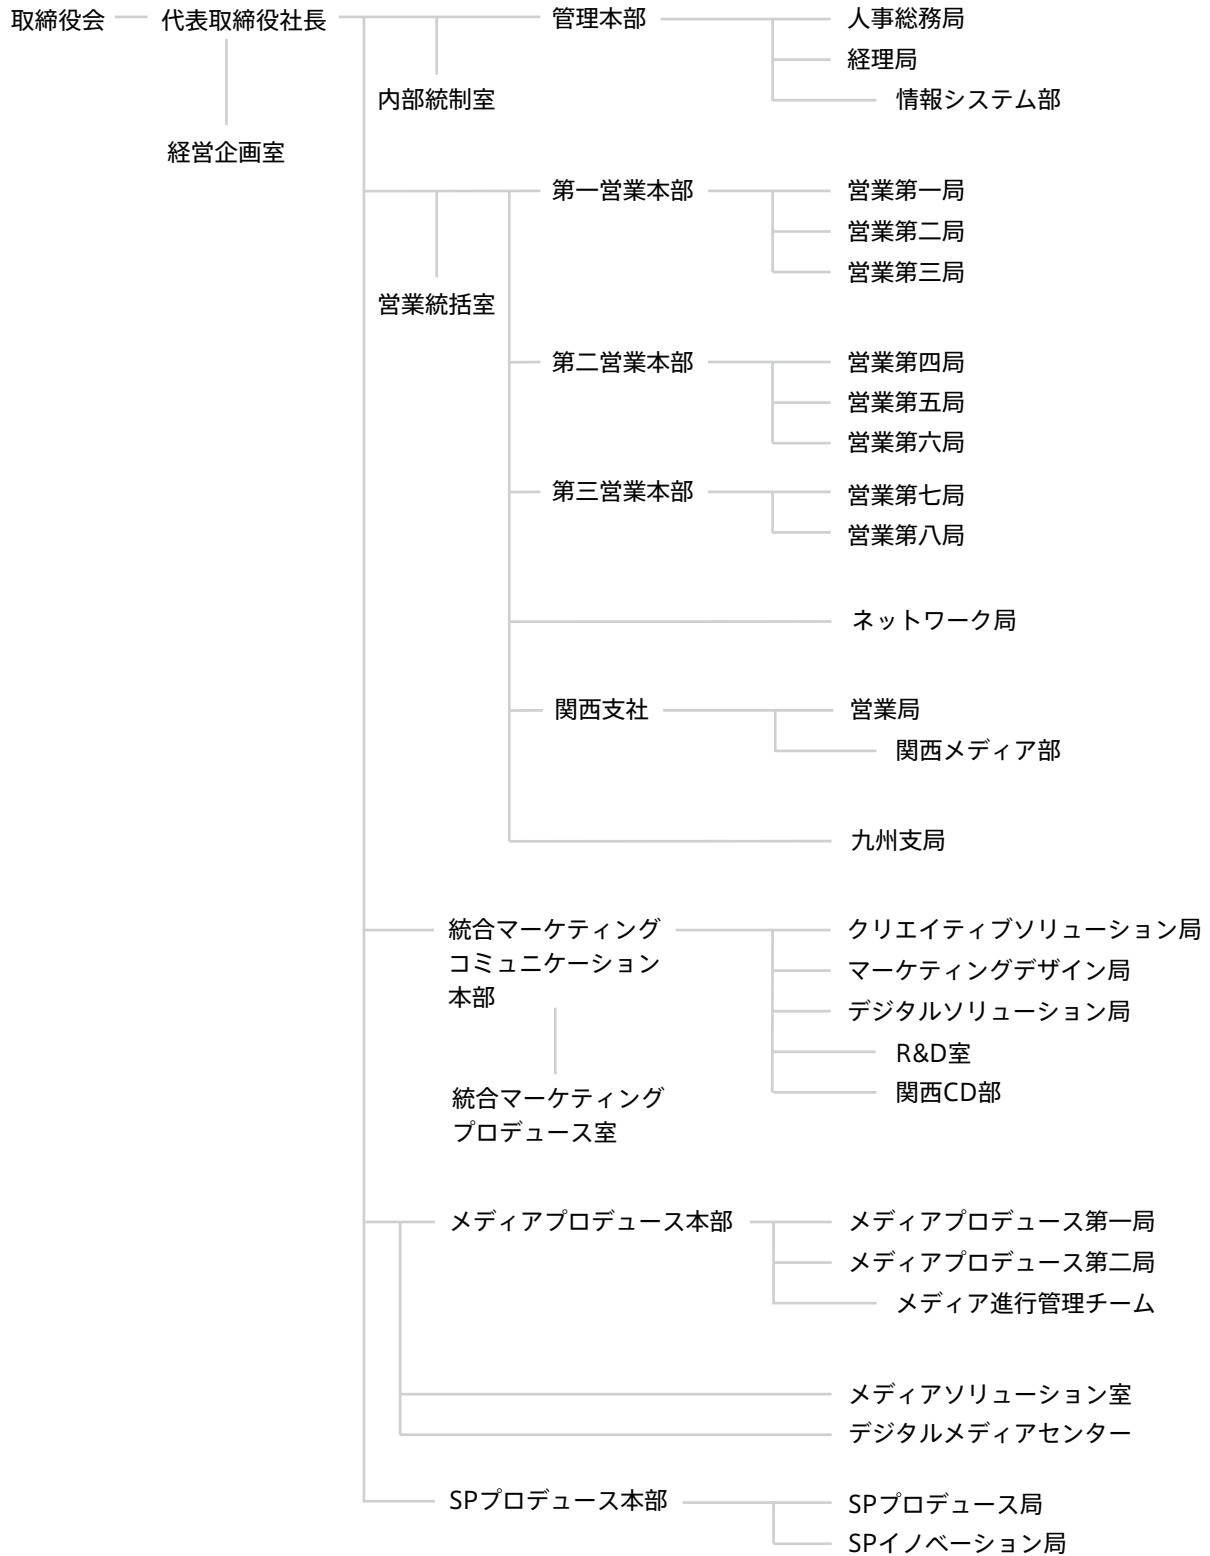 取締役会
代表取締役社長
経営企画室
管理本部
内部統制室
人事総務局
経理局
情報システム部
営業統括室
第一営業本部
営業第一局
営業第二局
営業第三局
第二営業本部
営業第四局
営業第五局
営業第六局
第三営業本部
営業第七局
営業第八局
ネットワーク局
関西支社
営業局
関西メディア部
九州支局
統合マーケティング
コミュニケーション
本部
統合マーケティング
プロデュース室
クリエイティブソリューション局
マーケティングデザイン局
デジタルソリューション局
R&D室
関西CD部
メディアプロデュース本部
メディアプロデュース第一局
メディアプロデュース第二局
メディア進行管理チーム
メディアソリューション室
デジタルメディアセンター
SPプロデュース本部
SPプロデュース局
SPイノベーション局